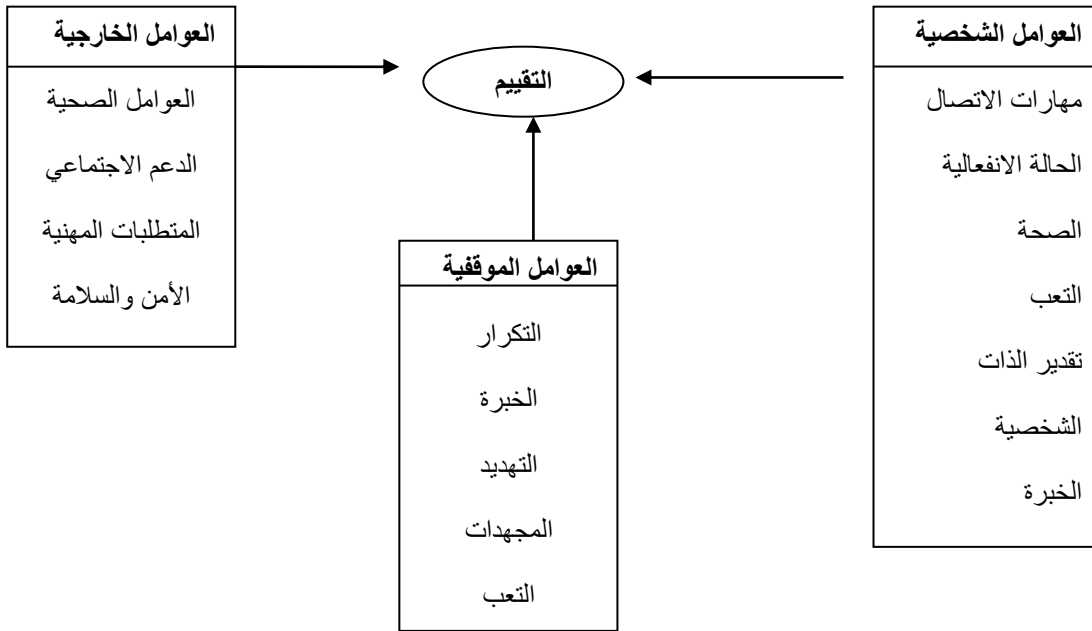 العوامل الشخصية
مهارات الاتصال
الحالة الانفعالية
الصحة
التعب
تقدير الذات
الشخصية
الخبرة
التقييم
العوامل الموقفية
التكرار
الخبرة
التهديد
المجهدات
التعب
العوامل الخارجية
العوامل الصحية
الدعم الاجتماعي
المتطلبات المهنية
الأمن والسلامة